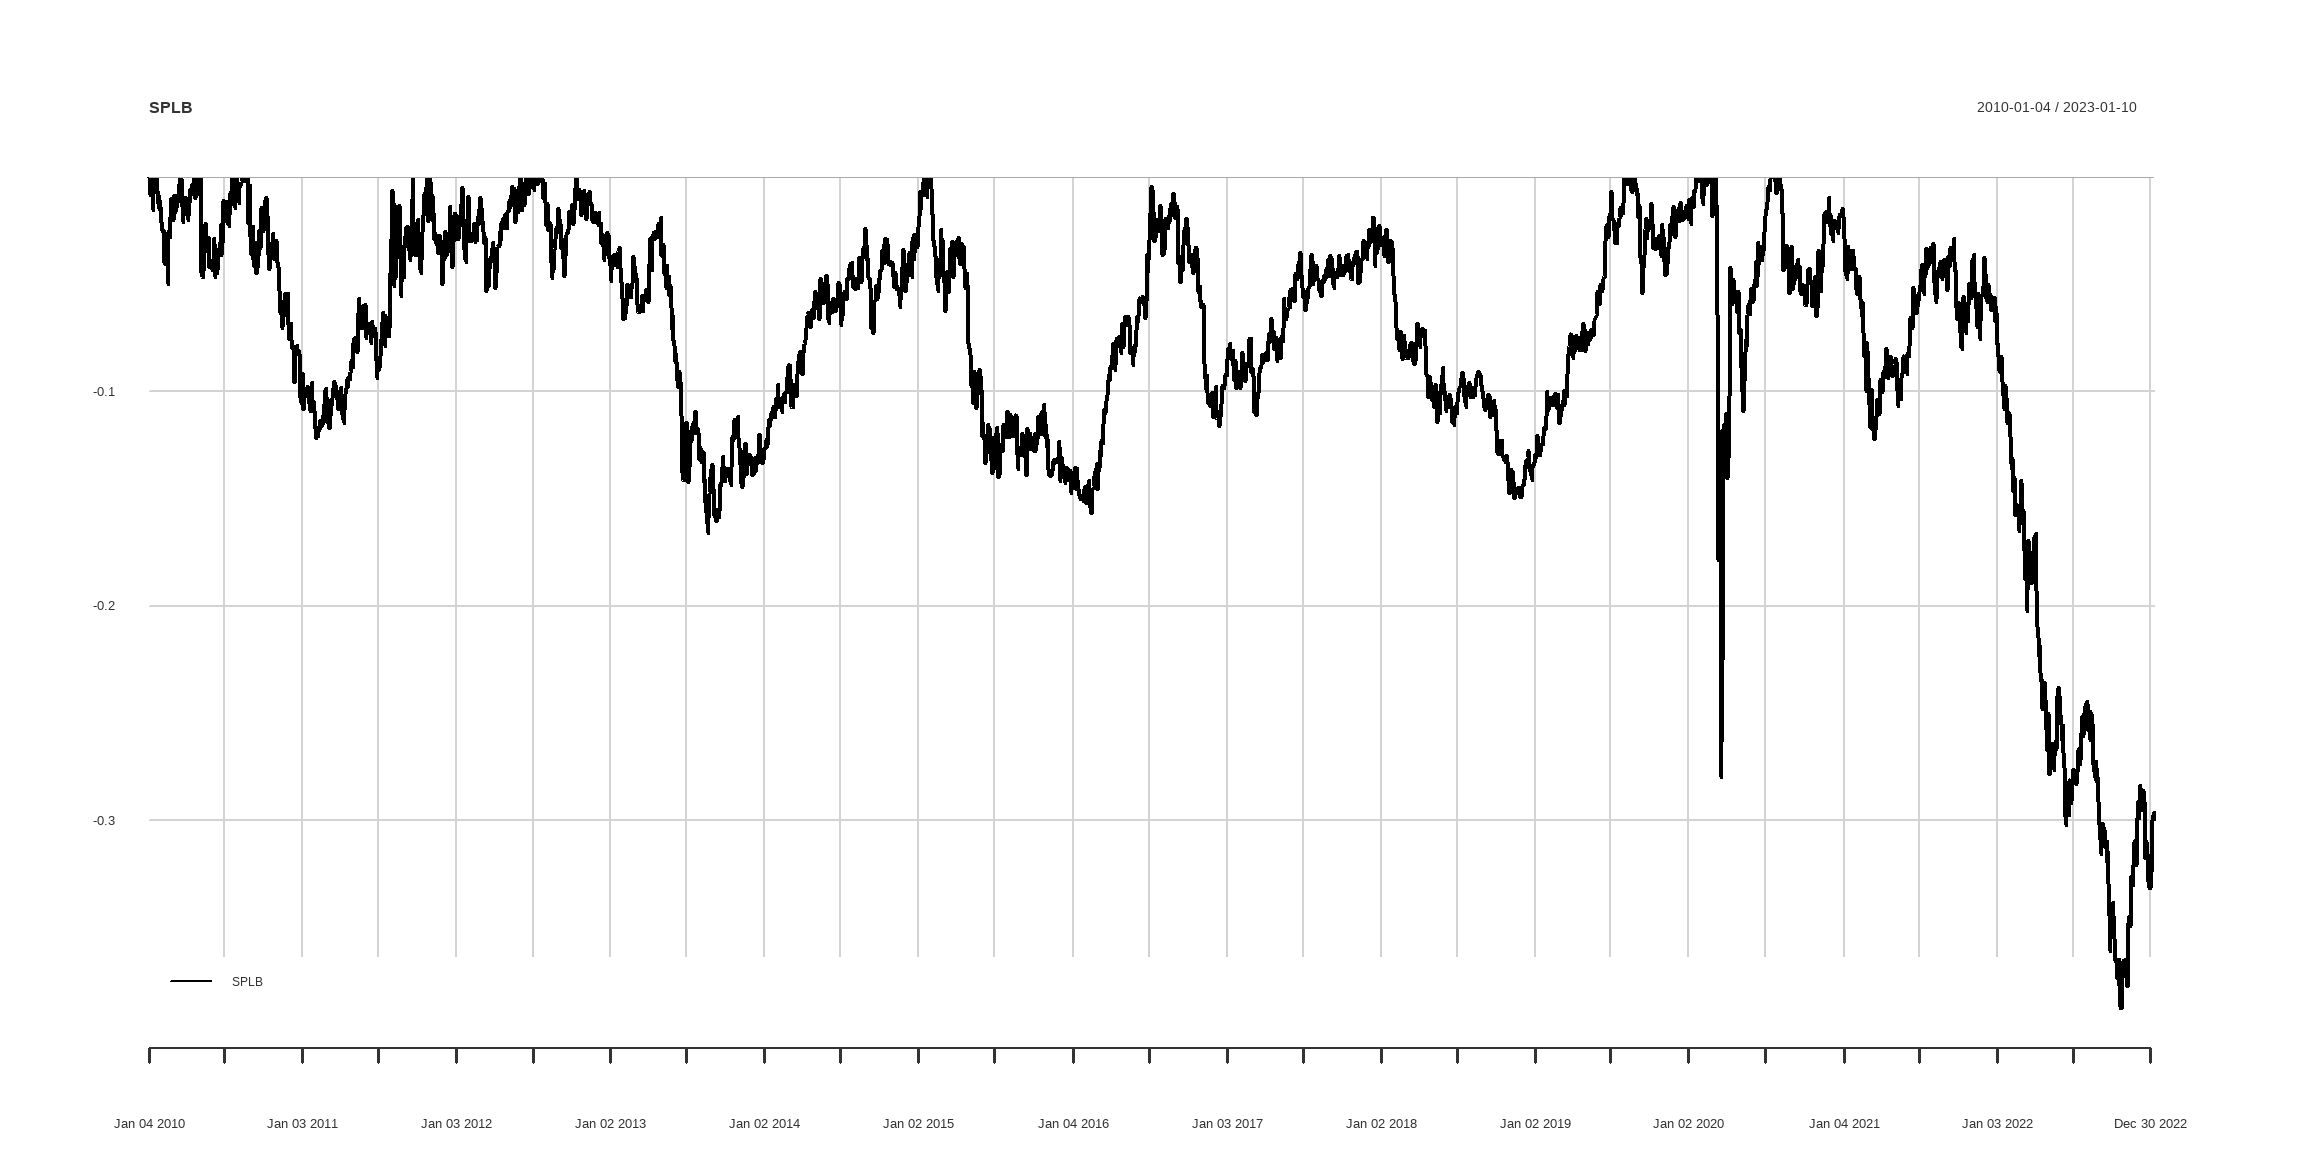 SPLB
2010-01-04 / 2023-01-10
-0.1
-0.2
-0.3
SPLB
Jan 04 2010
Jan 03 2011
Jan 03 2012
Jan 02 2013
Jan 02 2014
Jan 02 2015
Jan 04 2016
Jan 03 2017
Jan 02 2018
Jan 02 2019
Jan 02 2020
Jan 04 2021
Jan 03 2022
Dec 30 2022